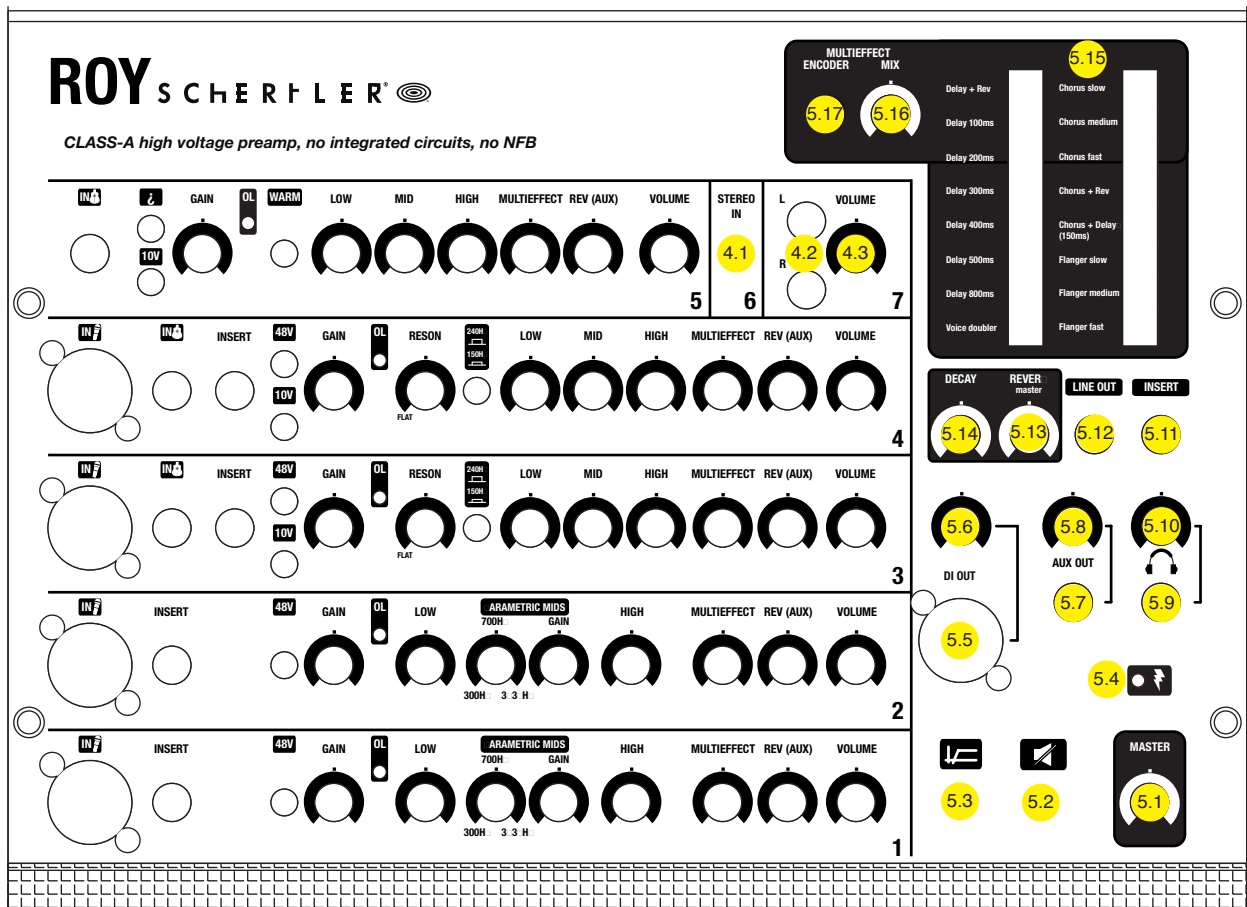 ROY SCHERTLER®
CLASS-A high voltage preamp, no integrated circuits, no NFB
MULTIEFFECT
ENCODER MIX
5.17 5.16
5.15
Delay + Rev
Delay 100ms
Delay 200ms
Delay 300ms
Delay 400ms
Delay 500ms
Delay 800ms
Voice doubler
Chorus slow
Chorus medium
Chorus fast
Chorus + Rev
Chorus + Delay
(150ms)
Flanger slow
Flanger medium
Flanger fast
IN ¿ GAIN OL WARM LOW MID HIGH MULTIEFFECT REV (AUX) VOLUME
10V
5
STEREO
IN
4.1
6
L VOLUME
4.2 4.3
R
7
IN IN INSERT 48V GAIN OL RESON 240H LOW MID HIGH MULTIEFFECT REV (AUX) VOLUME
150H
10V
FLAT
4
IN IN INSERT 48V GAIN OL RESON 240H LOW MID HIGH MULTIEFFECT REV (AUX) VOLUME
150H
10V
FLAT
3
IN INSERT 48V GAIN OL LOW ARAMETRIC MIDS HIGH MULTIEFFECT REV (AUX) VOLUME
700H GAIN
300H 3 3 H
2
IN INSERT 48V GAIN OL LOW ARAMETRIC MIDS HIGH MULTIEFFECT REV (AUX) VOLUME
700H GAIN
300H 3 3 H
1
DECAY REVER
master
LINE OUT INSERT
5.14 5.13 5.12 5.11
5.6 5.8 5.10
DI OUT AUX OUT
5.7 5.9
5.5
5.4
MASTER
5.3 5.2 5.1